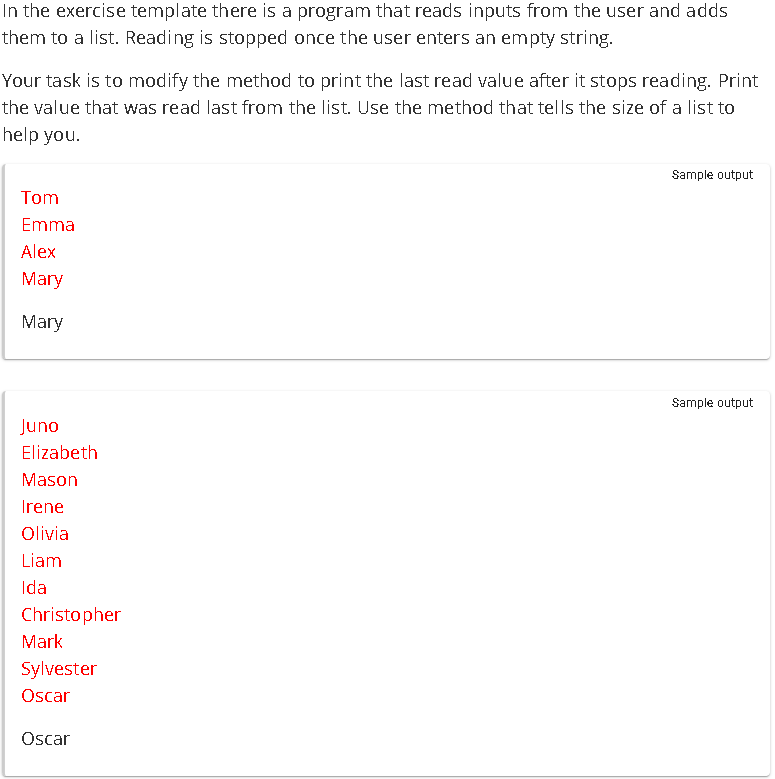 In the exercise template there is a program that reads inputs from the user and adds
them to a list. Reading is stopped once the user enters an empty string.
Your task is to modify the method to print the last read value after it stops reading. Print
the value that was read last from the list. Use the method that tells the size of a list to
help you.
Sample output
Tom
Emma
Alex
Mary
Mary
Sample output
Juno
Elizabeth
Mason
Irene
Olivia
Liam
Ida
Christopher
Mark
Sylvester
Oscar
Oscar